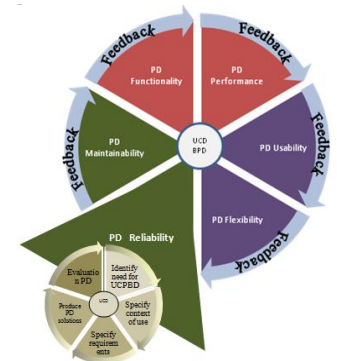 Feedback
Feedback
PD
Functionality
PD
Performance
Feedback
UCD
BPD
PD
Maintainability
PD Usability
Feedback
PD Flexibility
Feedback
PD Reliability
Evaluatio
n PD
Identify
need for
UCPBD
UCD
Produce
PD
solutions
Specify
context
of use
Specify
requirem
ents